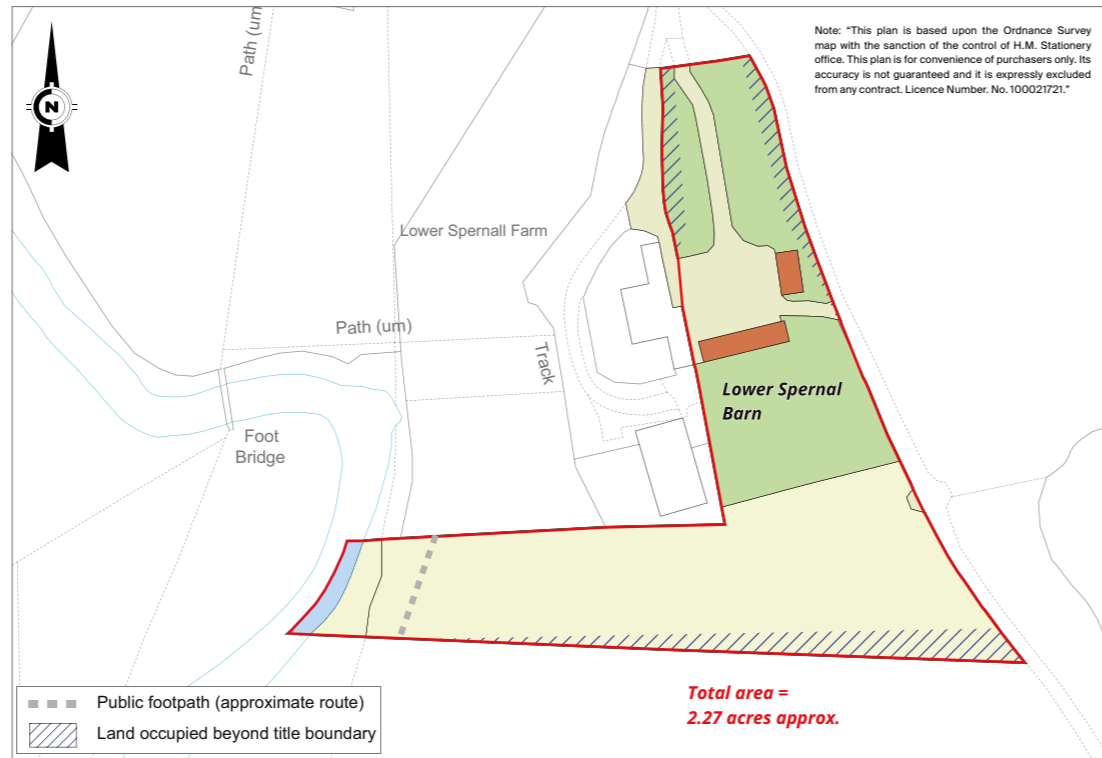 Path (um)
Note: “This plan is based upon the Ordnance Survey
map with the sanction of the control of H.M. Stationery
office. This plan is for convenience of purchasers only. Its
accuracy is not guaranteed and it is expressly excluded
from any contract. Licence Number. No. 100021721.”
N
Lower Spernall Farm
Path (um)
Track
Lower Spernal
Barn
Foot
Bridge
Total area =
2.27 acres approx.
Public footpath (approximate route)
Land occupied beyond title boundary